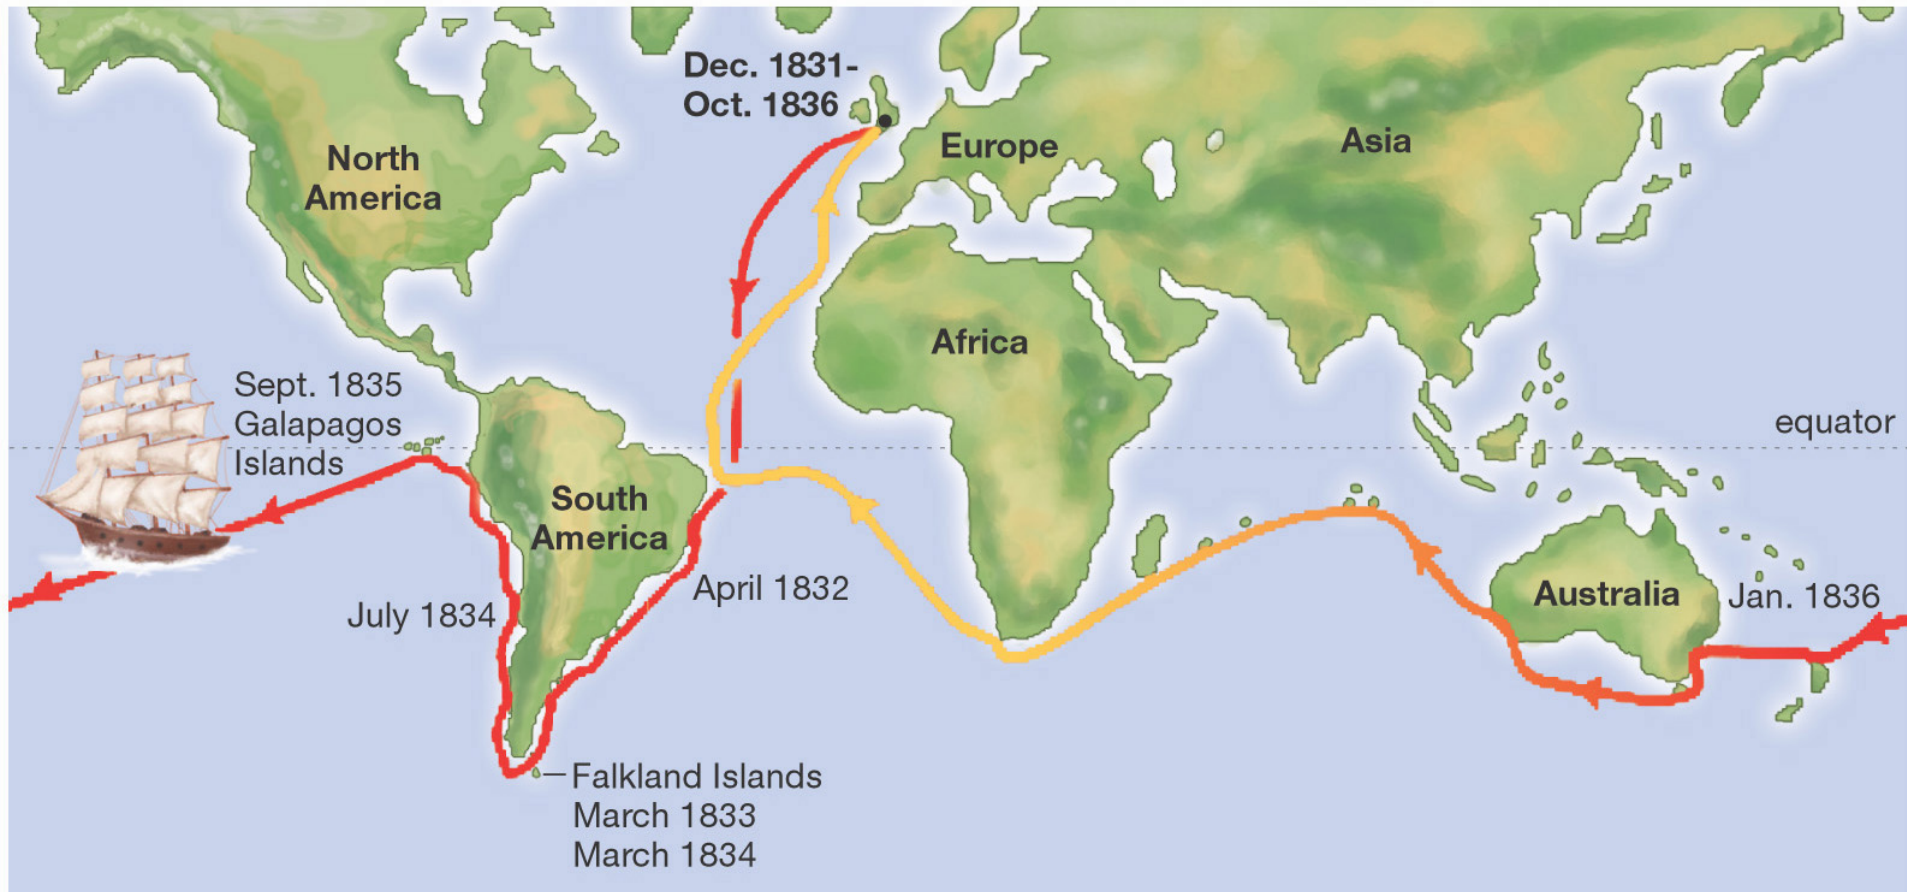 Dec. 1831-
Oct. 1836
North
America
Europe
Asia
Africa
Sept. 1835
Galapagos
Islands
equator
South
America
April 1832
July 1834
Australia
Jan. 1836
Falkland Islands
March 1833
March 1834